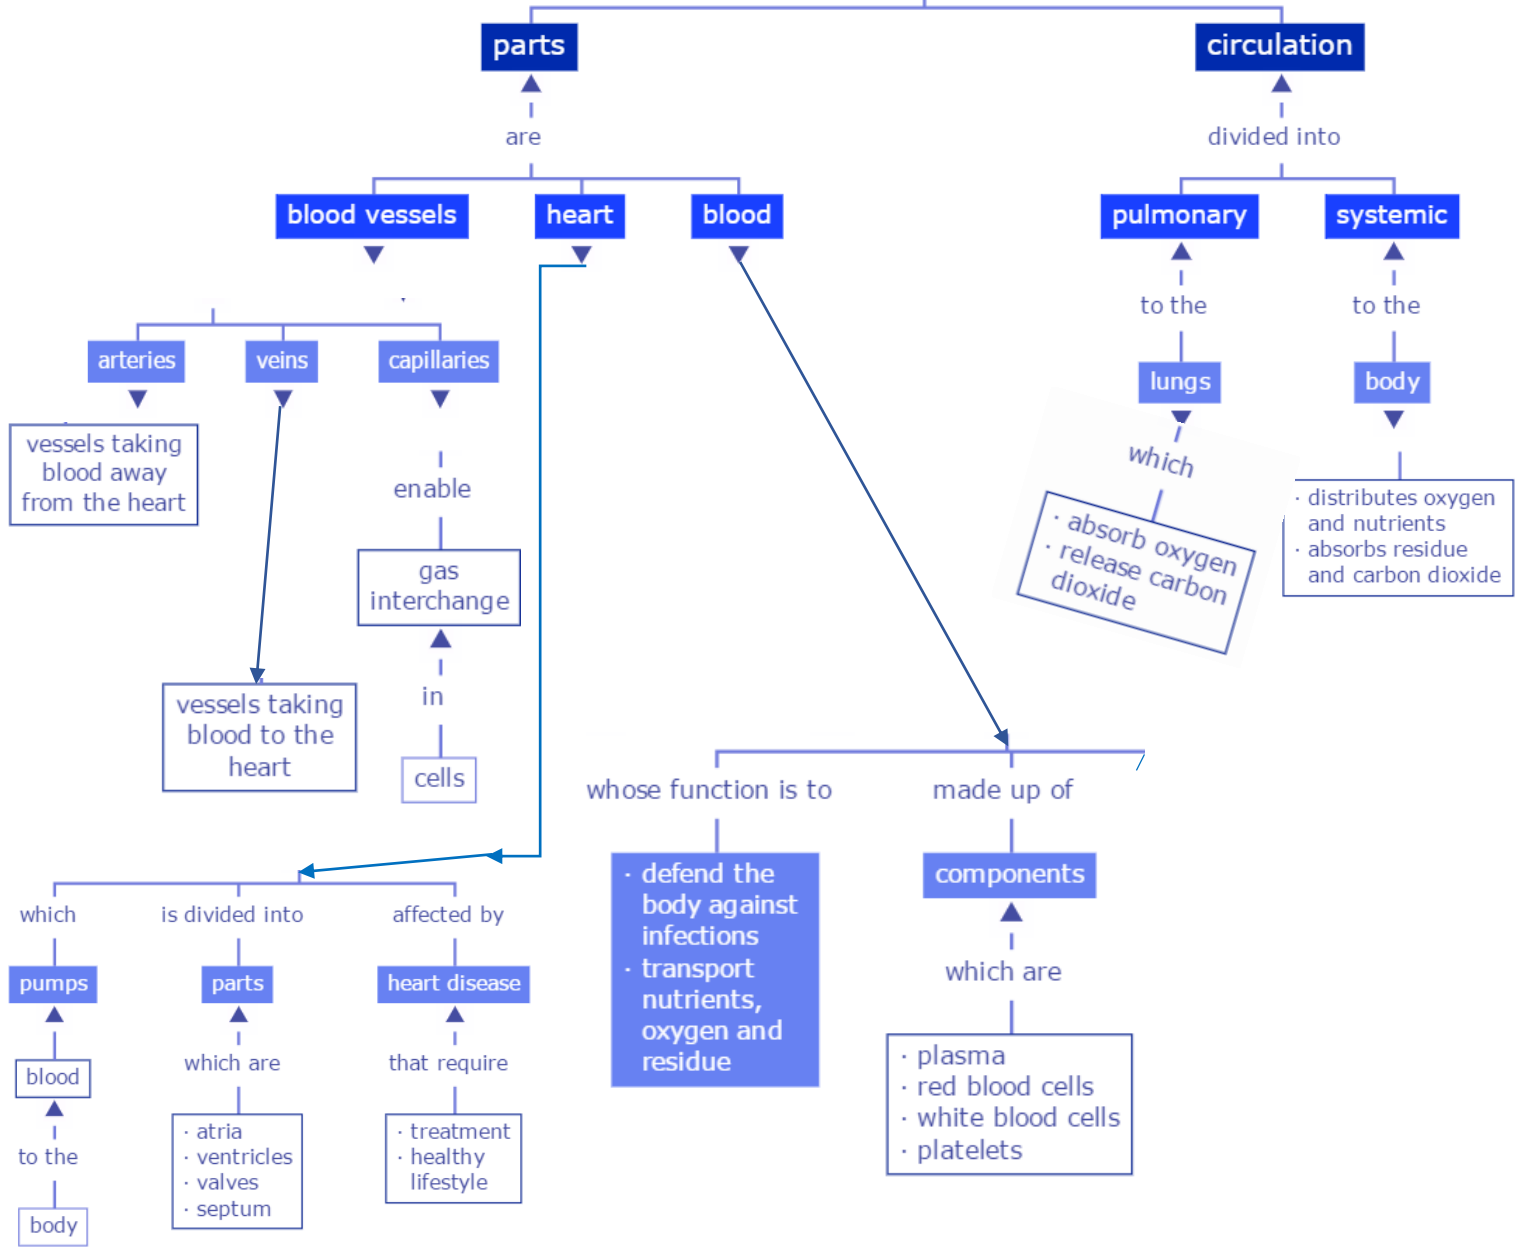 parts
circulation
are
divided into
blood vessels
heart
blood
pulmonary
systemic
to the
to the
arteries
veins
capillaries
lungs
body
vessels taking
blood away
from the heart
which
enable
· absorb oxygen
· release carbon
dioxide
· distributes oxygen
and nutrients
· absorbs residue
and carbon dioxide
gas
interchange
in
vessels taking
blood to the
heart
cells
whose function is to
made up of
· defend the
body against
infections
· transport
nutrients,
oxygen and
residue
components
which are
· plasma
· red blood cells
· white blood cells
· platelets
which
is divided into
affected by
pumps
parts
heart disease
blood
which are
that require
to the
· atria
· ventricles
· valves
· septum
· treatment
· healthy
lifestyle
body